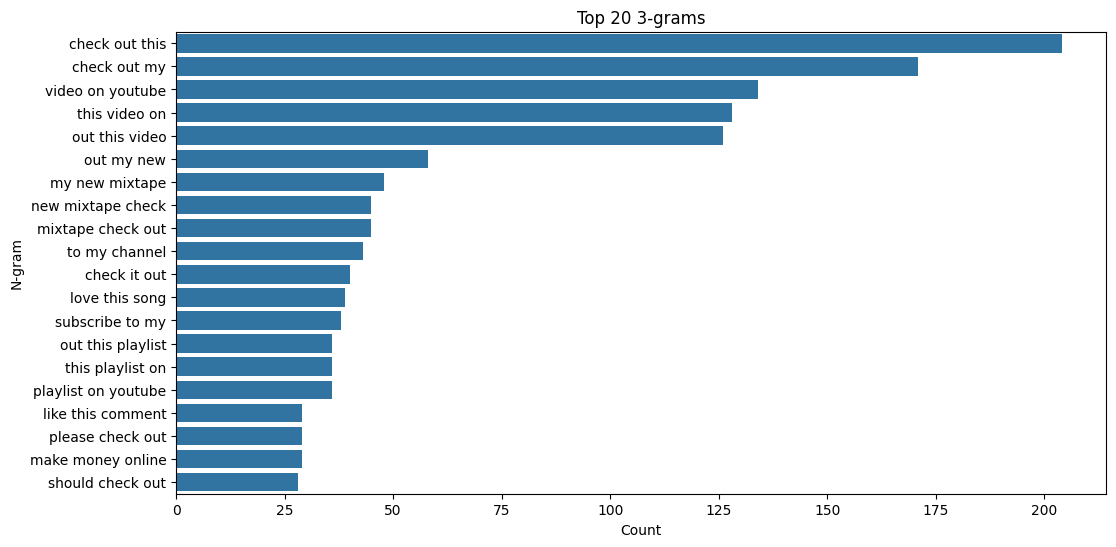 Top 20 3-grams
N-gram
check out this
check out my
video on youtube
this video on
out this video
out my new
my new mixtape
new mixtape check
mixtape check out
to my channel
check it out
love this song
subscribe to my
out this playlist
this playlist on
playlist on youtube
like this comment
please check out
make money online
should check out
0 25 50 75 100 125 150 175 200
Count